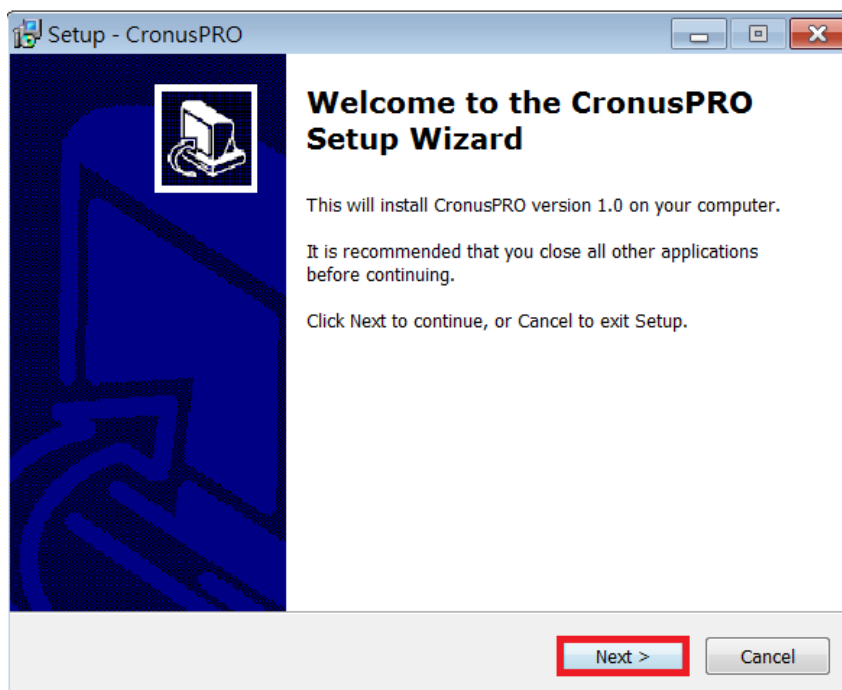 Setup - CronusPRO
Welcome to the CronusPRO
Setup Wizard
This will install CronusPRO version 1.0 on your computer.
It is recommended that you close all other applications
before continuing.
Click Next to continue, or Cancel to exit Setup.
Next >
Cancel